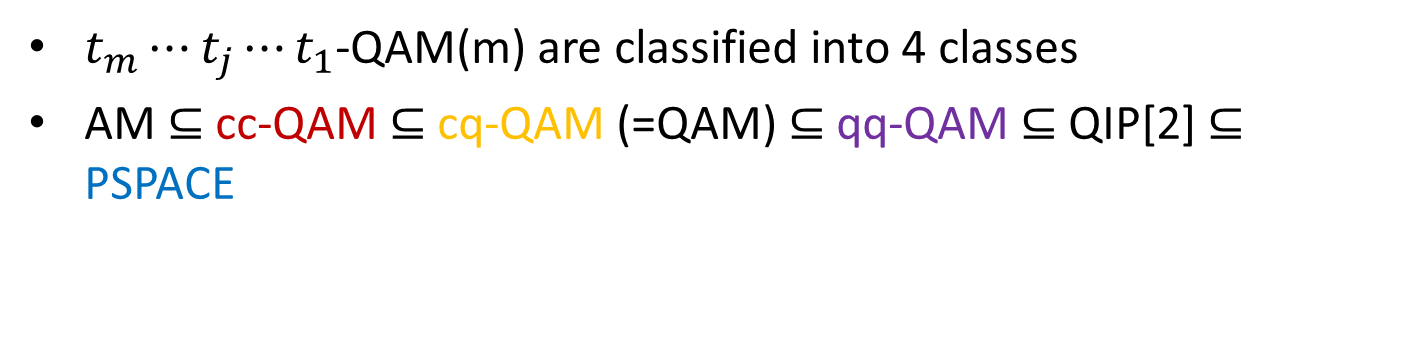 • t_m ⋯ t_j ⋯ t_1-QAM(m) are classified into 4 classes
• AM ⊆ cc-QAM ⊆ cq-QAM (=QAM) ⊆ qq-QAM ⊆ QIP[2] ⊆
PSPACE